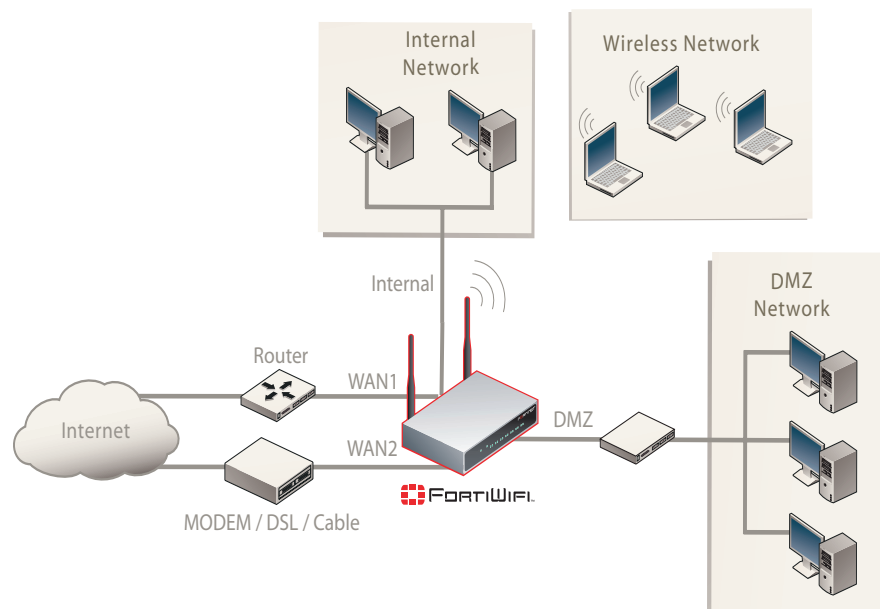 Internal
Network
Wireless Network
Internal
DMZ
Network
Router
WAN1
Internet
DMZ
WAN2
FORTIWIFI
MODEM / DSL / Cable